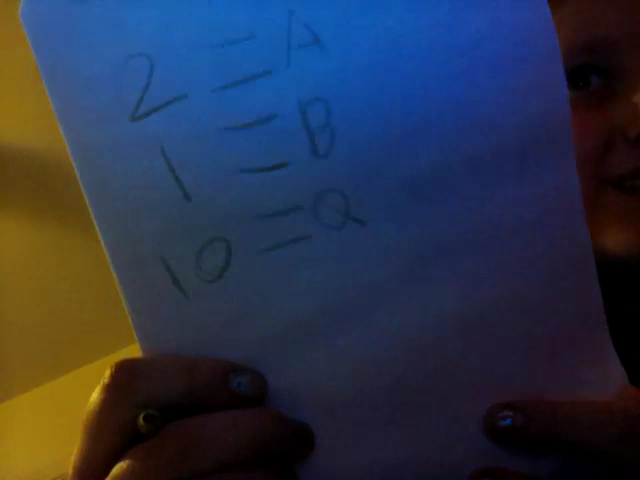 2 = A
1 = B
10 = Q